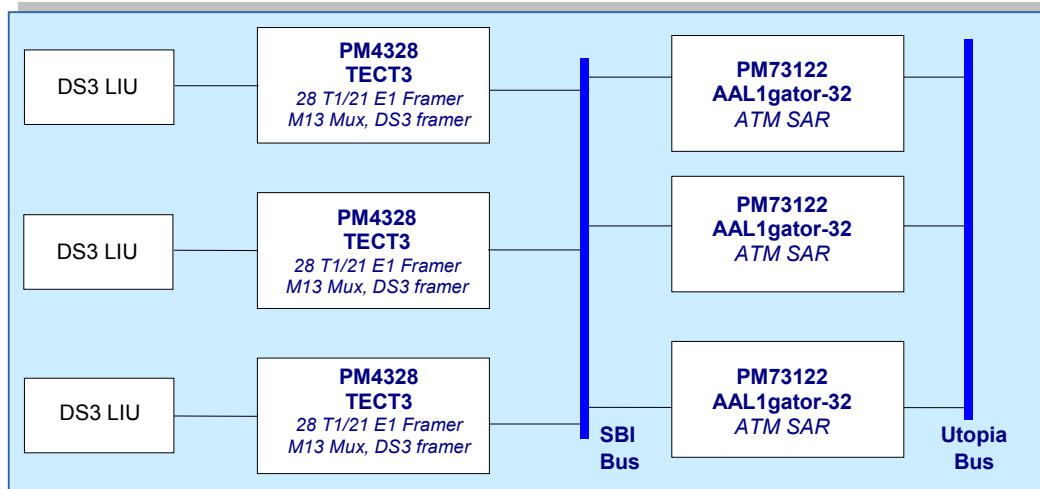 DS3 LIU
PM4328
TECT3
28 T1/21 E1 Framer
M13 Mux, DS3 framer
PM73122
AAL1gator-32
ATM SAR
DS3 LIU
PM4328
TECT3
28 T1/21 E1 Framer
M13 Mux, DS3 framer
PM73122
AAL1gator-32
ATM SAR
DS3 LIU
PM4328
TECT3
28 T1/21 E1 Framer
M13 Mux, DS3 framer
PM73122
AAL1gator-32
ATM SAR
SBI
Bus
Utopia
Bus